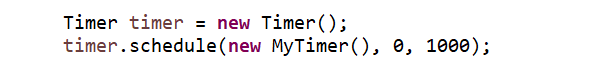 Timer timer = new Timer();
timer.schedule(new MyTimer(), 0, 1000);